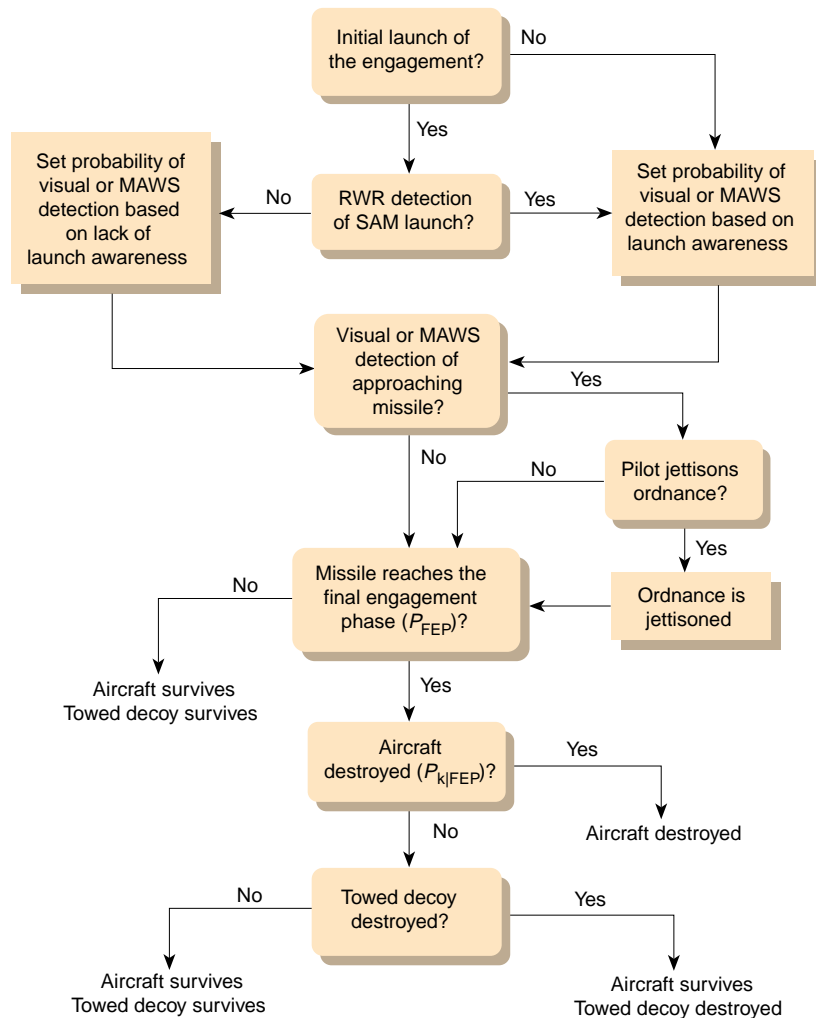 Initial launch of
the engagement?
No
Yes
Set probability of
visual or MAWS
detection based
on lack of
launch awareness
No
RWR detection
of SAM launch?
Yes
Set probability of
visual or MAWS
detection based on
launch awareness
Visual or MAWS
detection of
approaching
missile?
Yes
No
No
Pilot jettisons
ordnance?
Yes
Ordnance is
jettisoned
No
Missile reaches the
final engagement
phase (PFEP)?
Aircraft survives
Towed decoy survives
Yes
Aircraft
destroyed (Pk|FEP)?
Yes
Aircraft destroyed
No
No
Towed decoy
destroyed?
Yes
Aircraft survives
Towed decoy survives
Aircraft survives
Towed decoy destroyed